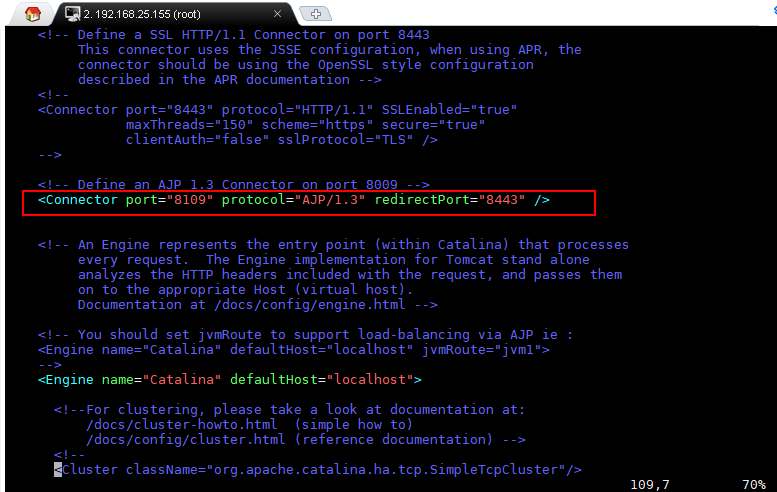 2. 192.168.25.155 (root)
<!-- Define a SSL HTTP/1.1 Connector on port 8443
This connector uses the JSSE configuration, when using APR, the
connector should be using the OpenSSL style configuration
described in the APR documentation -->
<!--
<Connector port="8443" protocol="HTTP/1.1" SSLEnabled="true"
maxThreads="150" scheme="https" secure="true"
clientAuth="false" sslProtocol="TLS" />
-->
<!-- Define an AJP 1.3 Connector on port 8009 -->
<Connector port="8109" protocol="AJP/1.3" redirectPort="8443" />
<!-- An Engine represents the entry point (within Catalina) that processes
every request.  The Engine implementation for Tomcat stand alone
analyzes the HTTP headers included with the request, and passes them
on to the appropriate Host (virtual host).
Documentation at /docs/config/engine.html -->
<!-- You should set jvmRoute to support load-balancing via AJP ie :
<Engine name="Catalina" defaultHost="localhost" jvmRoute="jvm1">
-->
<Engine name="Catalina" defaultHost="localhost">
<!--For clustering, please take a look at documentation at:
/docs/cluster-howto.html  (simple how to)
/docs/config/cluster.html (reference documentation) -->
<!--
<Cluster className="org.apache.catalina.ha.tcp.SimpleTcpCluster"/>
109,7 70%